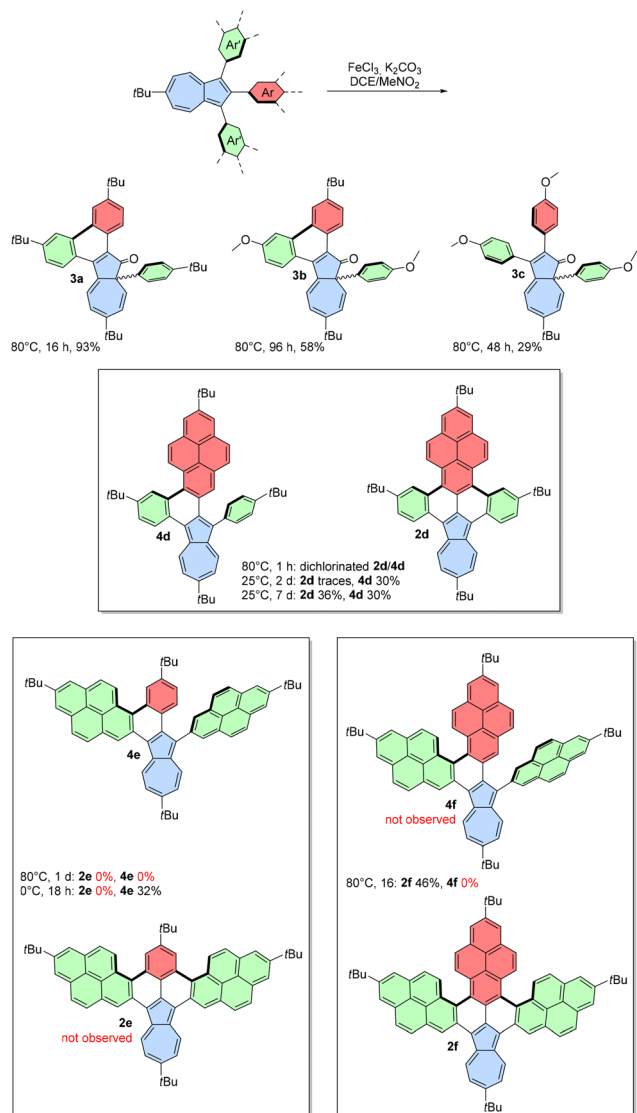 Ar'
tBu
Ar
Ar'
FeCl3, K2CO3
DCE/MeNO2
tBu
tBu
O
3a
tBu
tBu
80°C, 16 h, 93%
tBu
O
O
3b
O
tBu
80°C, 96 h, 58%
O
O
O
3c
O
tBu
80°C, 48 h, 29%
tBu
tBu
tBu
4d
tBu
tBu
tBu
tBu
2d
tBu
80°C, 1 h: dichlorinated 2d/4d
25°C, 2 d: 2d traces, 4d 30%
25°C, 7 d: 2d 36%, 4d 30%
tBu
tBu
tBu
4e
tBu
80°C, 1 d: 2e 0%, 4e 0%
0°C, 18 h: 2e 0%, 4e 32%
tBu
tBu
tBu
2e
not observed
tBu
tBu
tBu
tBu
4f
not observed
tBu
80°C, 16: 2f 46%, 4f 0%
tBu
tBu
tBu
2f
tBu